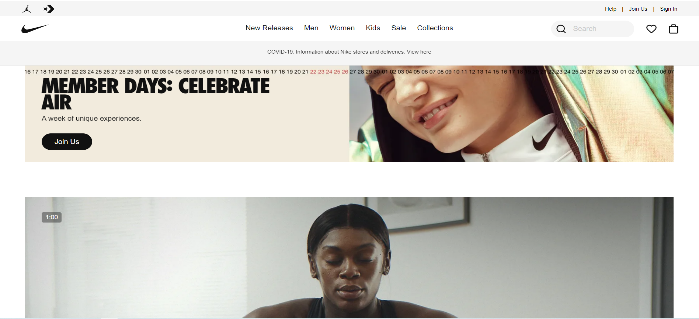 Help | Join Us | Sign In
New Releases Men Women Kids Sale Collections
Search
COVID-19. Information about Nike stores and deliveries. View here
16 17 18 19 20 21 22 23 24 25 26 27 28 29 30 01 02 03 04 05 06 07 08 09 10 11 12 13 14 15 16 17 18 19 20 21 22 23 24 25 26 27 28 29 30 01 02 03 04 05 06 07 08 09 10 11 12 13 14 15 16 17 18 19 20 21 22 23 24 25 26 27 28 29 30 01 02 03 04 05 06 07
MEMBER DAYS: CELEBRATE
AIR
A week of unique experiences.
Join Us
1:00